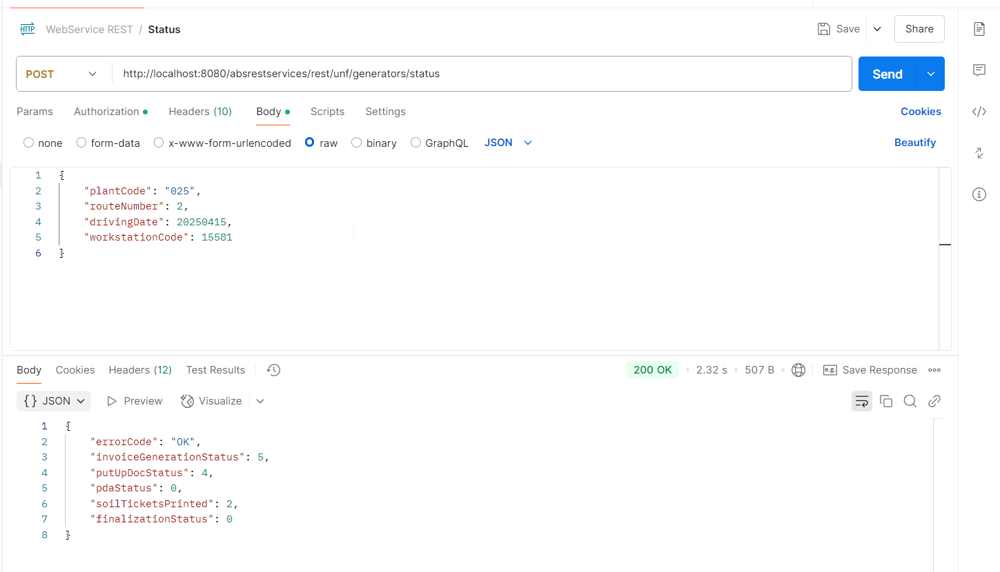 HTTP WebService REST / Status Save Share
POST http://localhost:8080/absrestservices/rest/unf/generators/status Send
Params Authorization Headers (10) Body Scripts Settings Cookies
none form-data x-www-form-urlencoded raw binary GraphQL JSON Beautify
1 {
2 "plantCode": "025",
3 "routeNumber": 2,
4 "drivingDate": 20250415,
5 "workstationCode": 15581
6 }
Body Cookies Headers (12) Test Results 200 OK • 2.32 s • 507 B • e.g. Save Response
{} JSON Preview Visualize
1 {
2 "errorCode": "OK",
3 "invoiceGenerationStatus": 5,
4 "putUpDocStatus": 4,
5 "pdaStatus": 0,
6 "soilTicketsPrinted": 2,
7 "finalizationStatus": 0
8 }